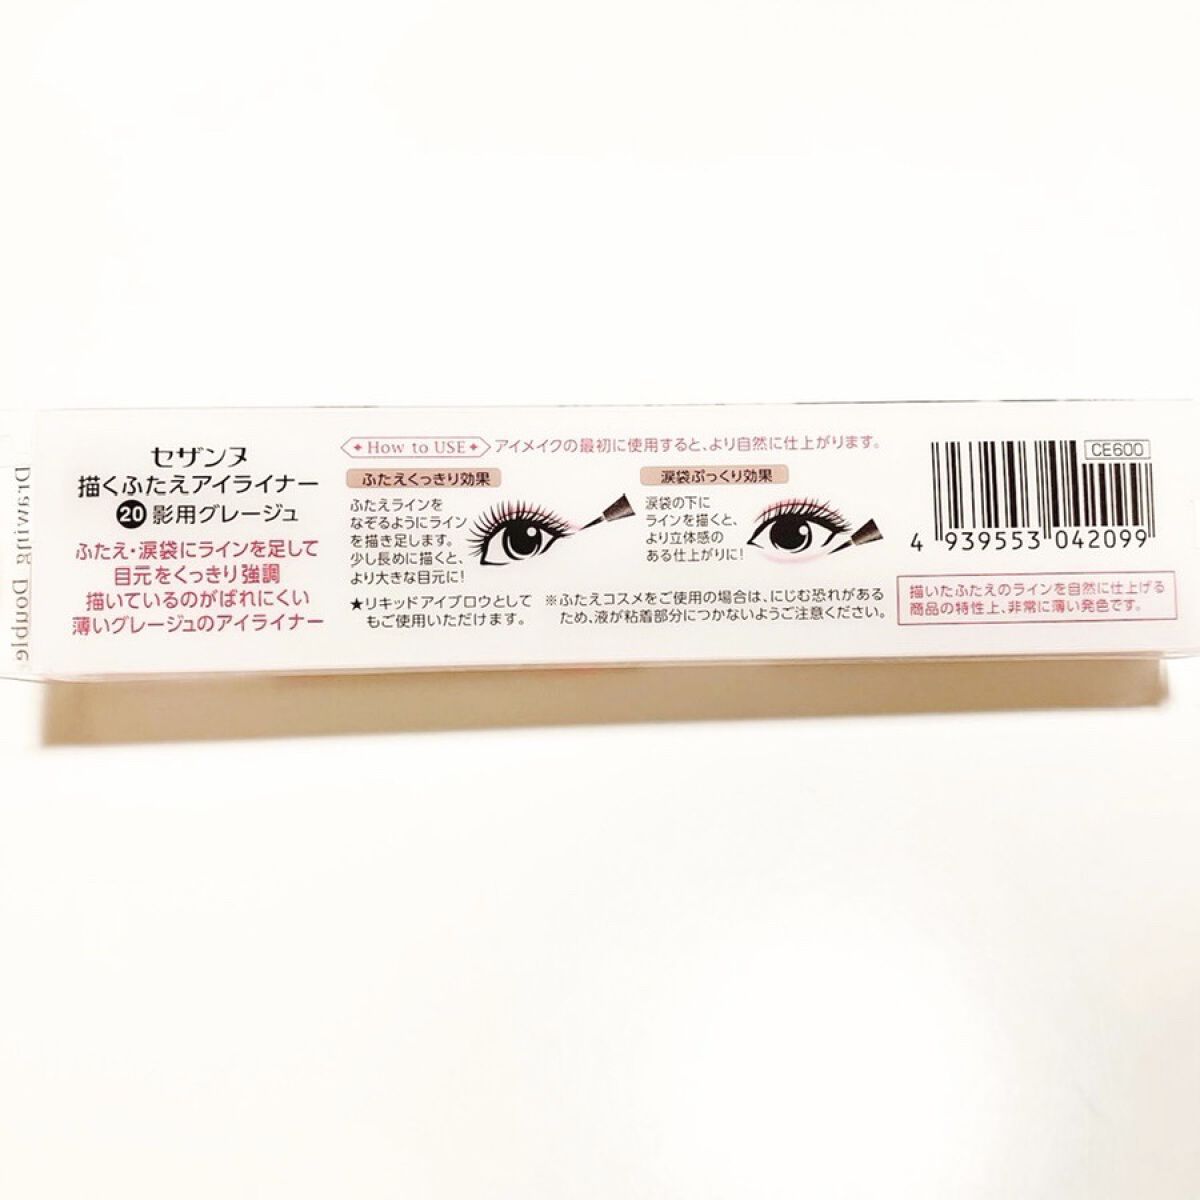 セザンヌ
描くふたえアイライナー
20 影用グレージュ
ふたえ・涙袋にラインを足して
目元をくっきり強調
描いているのがばれにくい
薄いグレージュのアイライナー
How to USE アイメイクの最初に使用すると、より自然に仕上がります。
ふたえくっきり効果
ふたえラインを
なぞるようにライン
を描き足します。
少し長めに描くと、
より大きな目元に!
★リキッドアイブロウとして
もご使用いただけます。
涙袋ぷっくり効果
涙袋の下に
ラインを描くと、
より立体感の
ある仕上がりに!
※ふたえコスメをご使用の場合は、にじむ恐れがある
ため、液が粘着部分につかないようご注意ください。
CE600
4 939553 042099
描いたふたえのラインを自然に仕上げる
商品の特性上、非常に薄い発色です。
Drawing Double